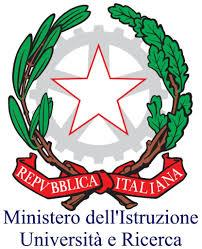 REPVBBLICA ITALIANA
Ministero dell'Istruzione
Università e Ricerca